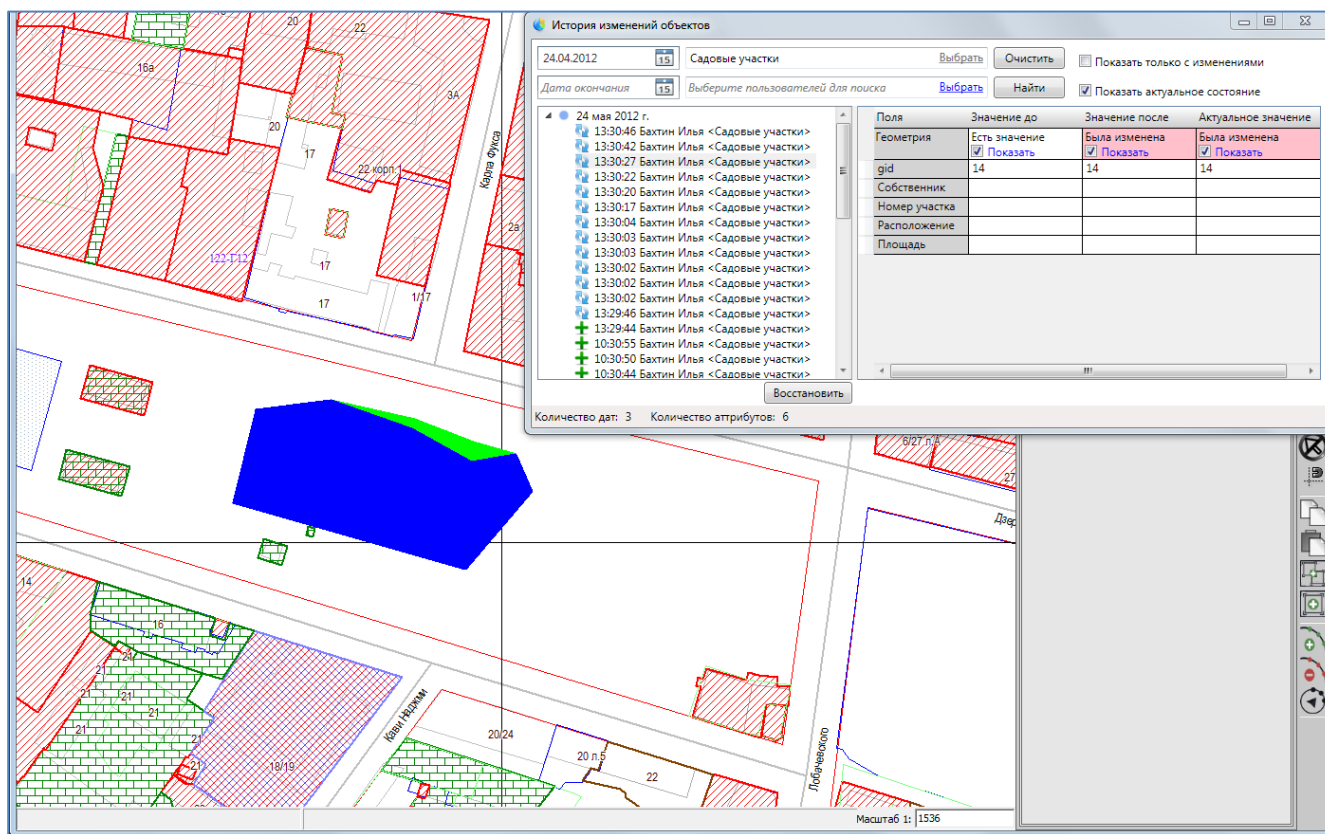 История изменений объектов
24.04.2012 15 Садовые участки Выбрать Очистить Показать только с изменениями
Дата окончания 15 Выберите пользователей для поиска Выбрать Найти Показать актуальное состояние
24 мая 2012 г.
13:30:46 Бахтин Илья <Садовые участки>
13:30:42 Бахтин Илья <Садовые участки>
13:30:27 Бахтин Илья <Садовые участки>
13:30:22 Бахтин Илья <Садовые участки>
13:30:20 Бахтин Илья <Садовые участки>
13:30:17 Бахтин Илья <Садовые участки>
13:30:04 Бахтин Илья <Садовые участки>
13:30:03 Бахтин Илья <Садовые участки>
13:30:03 Бахтин Илья <Садовые участки>
13:30:02 Бахтин Илья <Садовые участки>
13:30:02 Бахтин Илья <Садовые участки>
13:30:02 Бахтин Илья <Садовые участки>
13:29:46 Бахтин Илья <Садовые участки>
13:29:44 Бахтин Илья <Садовые участки>
10:30:55 Бахтин Илья <Садовые участки>
10:30:50 Бахтин Илья <Садовые участки>
10:30:44 Бахтин Илья <Садовые участки>
Поля Значение до Значение после Актуальное значение
Геометрия Есть значение Была изменена Была изменена
Показать Показать Показать
gid 14 14 14
Собственник
Номер участка
Расположение
Площадь
Восстановить
Количество дат: 3 Количество аттрибутов: 6
20
22
16а
3А
20
17
22 корп.
Карла Фукса
2а
122-Г12
17
17
1/17
6/27 л.А
27
Дзер
14
16
21
21
21
21
21
21
21
18/19
Кави Наджми
20/24
20 л.5
22
Лобачевского
Масштаб 1: 1536